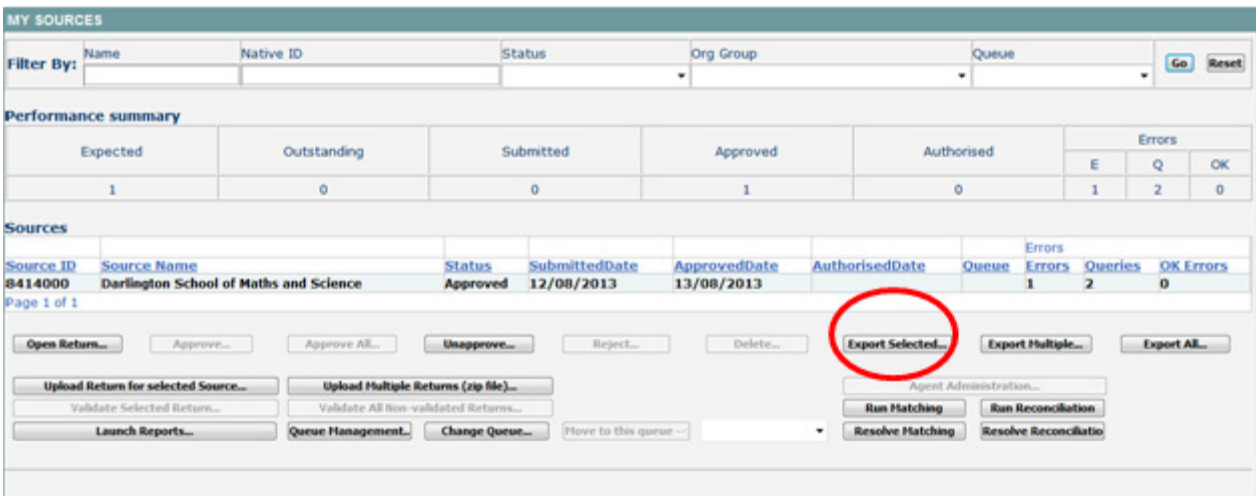 MY SOURCES
Filter By: Name Native ID Status Org Group Queue Go Reset
Performance summary
Expected Outstanding Submitted Approved Authorised Errors
E Q OK
1 0 0 1 0 1 2 0
Sources
Errors
Source ID Source Name Status SubmittedDate ApprovedDate AuthorisedDate Queue Errors Queries OK Errors
8414000 Darlington School of Maths and Science Approved 12/08/2013 13/08/2013 1 2 0
Page 1 of 1
Open Return... Approve... Approve All... Unapprove... Reject... Delete... Export Selected... Export Multiple... Export All...
Upload Return for selected Source... Upload Multiple Returns (zip file)... Agent Administration...
Validate Selected Return... Validate All Non-validated Returns... Run Matching Run Reconciliation
Launch Reports... Queue Management.. Change Queue... Move to this queue -- Resolve Matching Resolve Reconciliatio